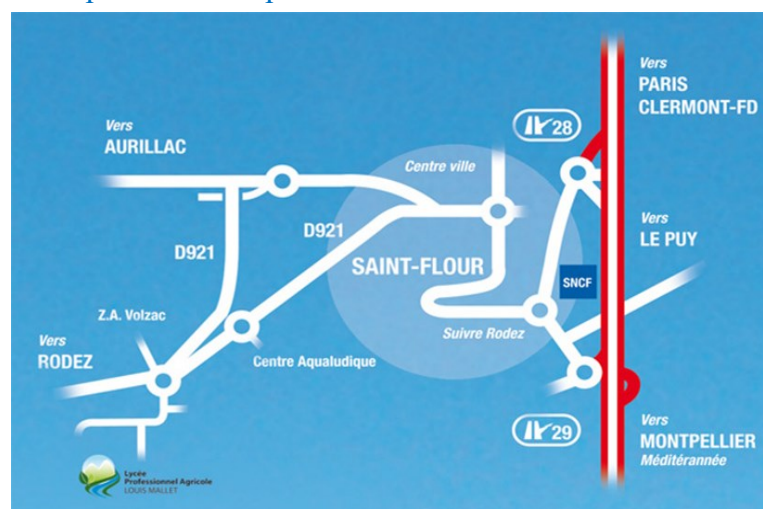 Vers
PARIS
CLERMONT-FD
28
Vers
AURILLAC
Centre ville
Vers
LE PUY
D921
D921
SAINT-FLOUR
SNCF
Z.A. Volzac
Suivre Rodez
Vers
RODEZ
Centre Aqualudique
29
Vers
MONTPELLIER
Méditérannée
Lycée
Professionnel Agricole
LOUIS MALLET